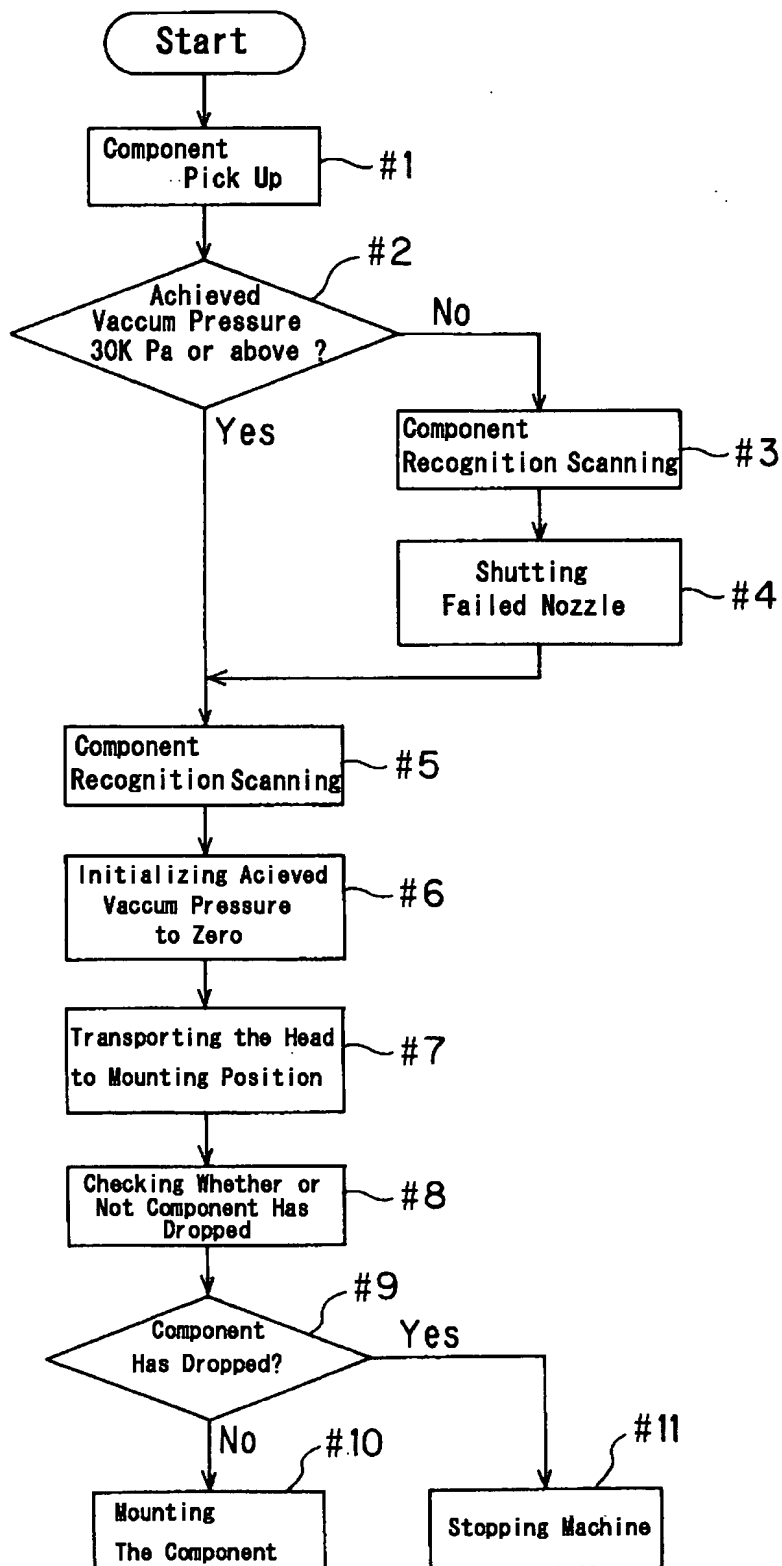 Start
Component
Pick Up
#1
#2
Achieved
Vaccum Pressure
30K Pa or above ?
No
Yes
Component
Recognition Scanning
#3
Shutting
Failed Nozzle
#4
Component
Recognition Scanning
#5
Initializing Acieved
Vaccum Pressure
to Zero
#6
Transporting the Head
to Mounting Position
#7
Checking Whether or
Not Component Has
Dropped
#8
#9
Component
Has Dropped?
Yes
No
#10
#11
Mounting
The Component
Stopping Machine